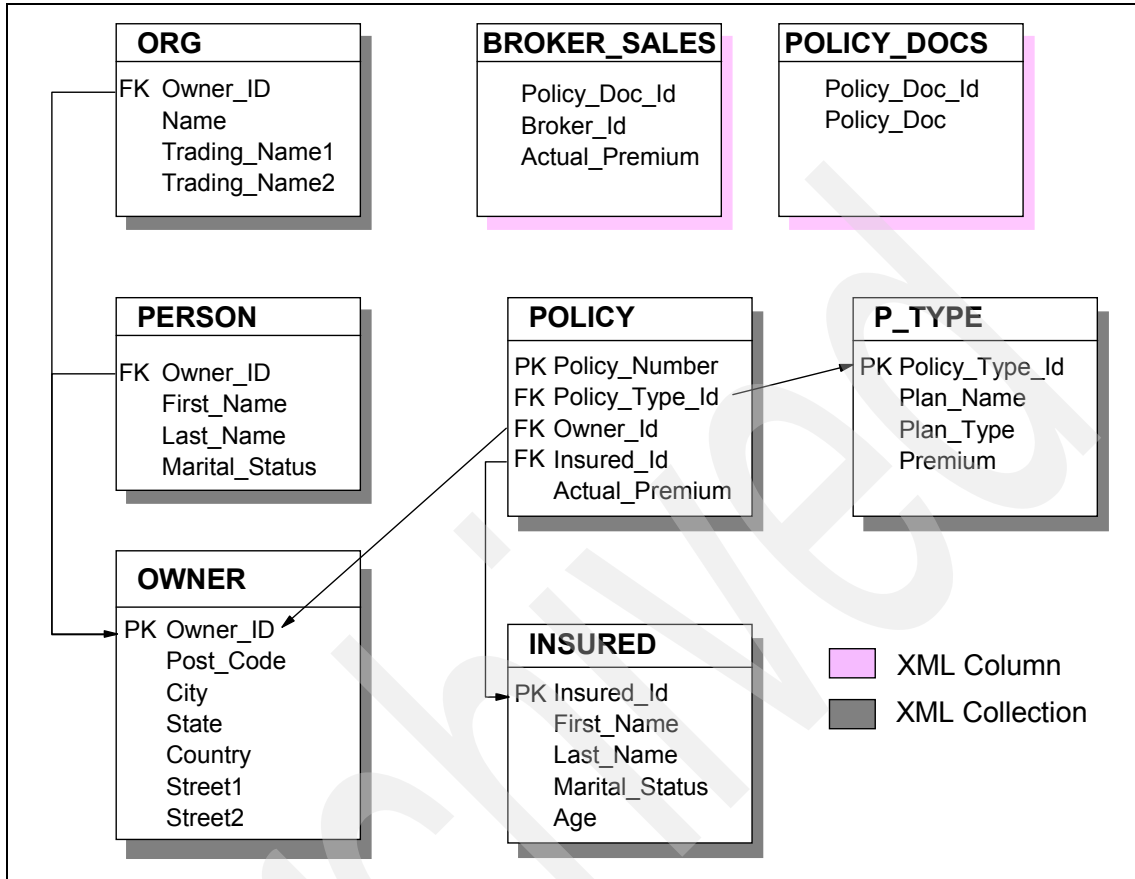 ORG
FK Owner_ID
Name
Trading_Name1
Trading_Name2
BROKER_SALES
Policy_Doc_Id
Broker_Id
Actual_Premium
POLICY_DOCS
Policy_Doc_Id
Policy_Doc
PERSON
FK Owner_ID
First_Name
Last_Name
Marital_Status
POLICY
PK Policy_Number
FK Policy_Type_Id
FK Owner_Id
FK Insured_Id
Actual_Premium
P_TYPE
PK Policy_Type_Id
Plan_Name
Plan_Type
Premium
OWNER
PK Owner_ID
Post_Code
City
State
Country
Street1
Street2
INSURED
PK Insured_Id
First_Name
Last_Name
Marital_Status
Age
XML Column
XML Collection